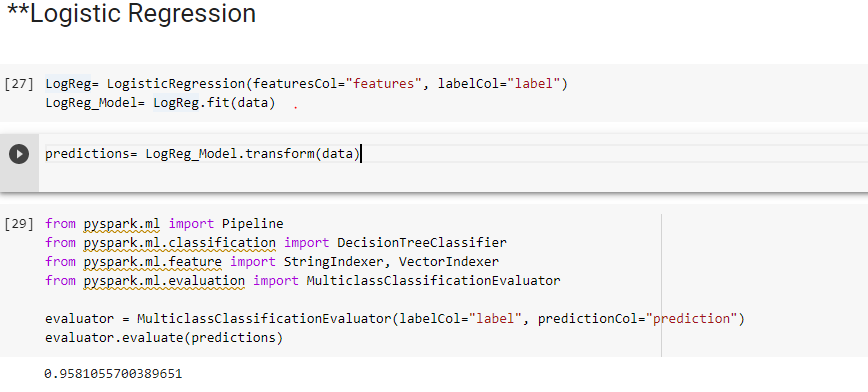 **Logistic Regression
[27] LogReg= LogisticRegression(featuresCol="features", labelCol="label")
LogReg_Model= LogReg.fit(data)  .
predictions= LogReg_Model.transform(data)
[29] from pyspark.ml import Pipeline
from pyspark.ml.classification import DecisionTreeClassifier
from pyspark.ml.feature import StringIndexer, VectorIndexer
from pyspark.ml.evaluation import MulticlassClassificationEvaluator
evaluator = MulticlassClassificationEvaluator(labelCol="label", predictionCol="prediction")
evaluator.evaluate(predictions)
0.9581055700389651